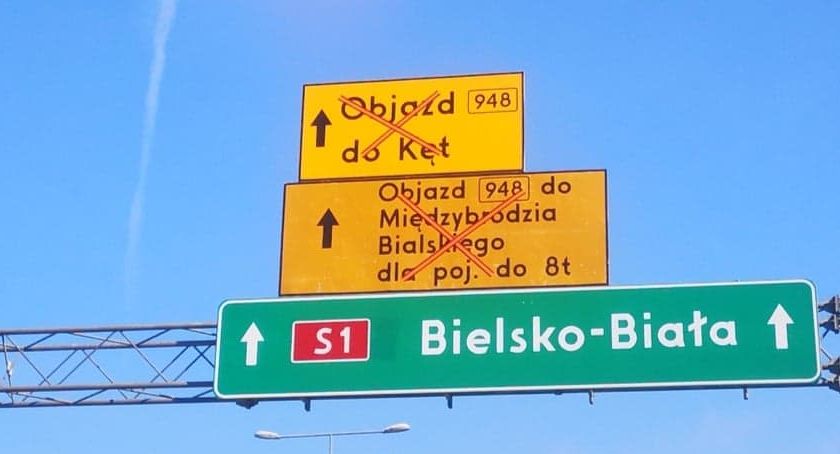 Objazd 948
do Kęt
Objazd 948 do
Międzybrodzia
Bialskiego
dla poj. do 8t
S1 Bielsko-Biała